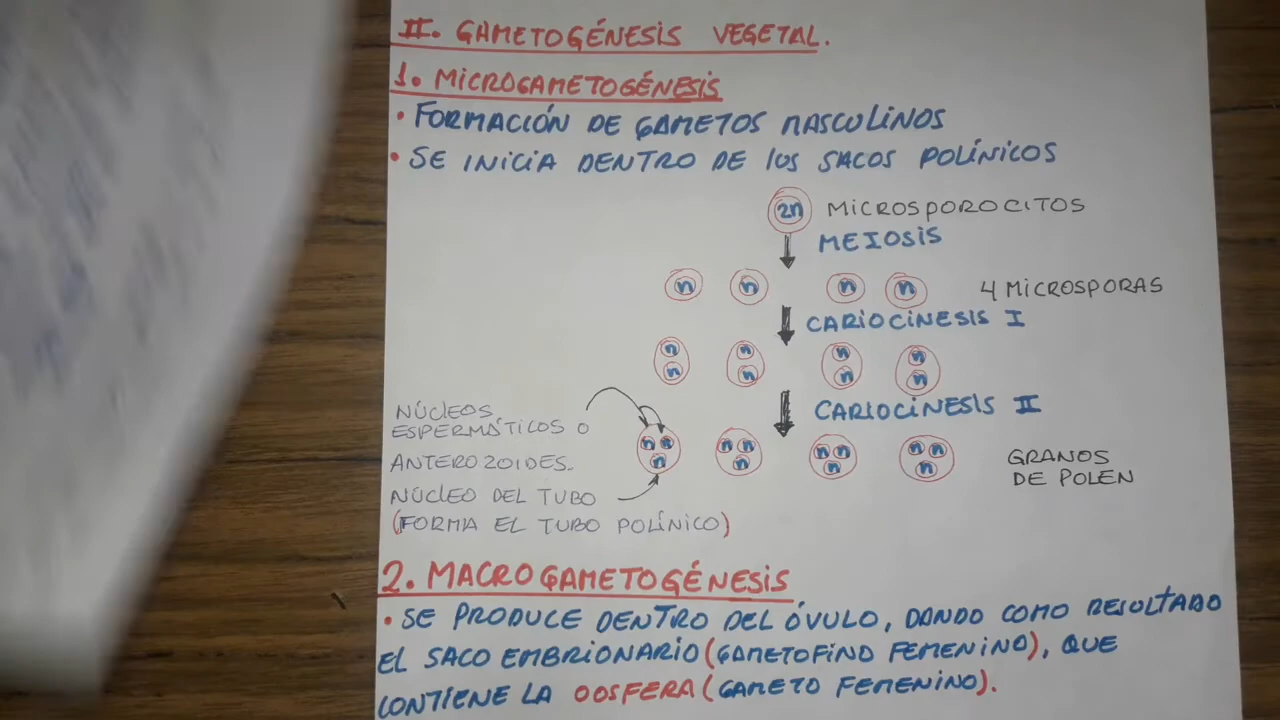 II. GAMETOGÉNESIS VEGETAL.
1. MICROGAMETOGÉNESIS
• FORMACIÓN DE GAMETOS MASCULINOS
• SE INICIA DENTRO DE lOS SACOS POLÍNICOS
2n MICROSPOROCITOS
MEIOSIS
n n n n 4 MICROSPORAS
CARIOCINESIS I
n n n n
n n n n
CARIOCINESIS II
NÚCLEOS
ESPERMÁTICOS O
ANTEROZOIDES.
n n n n n n n n
n n n n
GRANOS
DE POLEN
NÚCLEO DEL TUBO
(FORMA EL TUBO POLÍNICO)
2. MACROGAMETOGÉNESIS
• SE PRODUCE DENTRO DEL ÓVULO, DANDO COMO RESULTADO
EL SACO EMBRIONARIO (GAMETOFINO FEMENINO), QUE
CONTIENE LA OOSFERA (GAMETO FEMENINO).